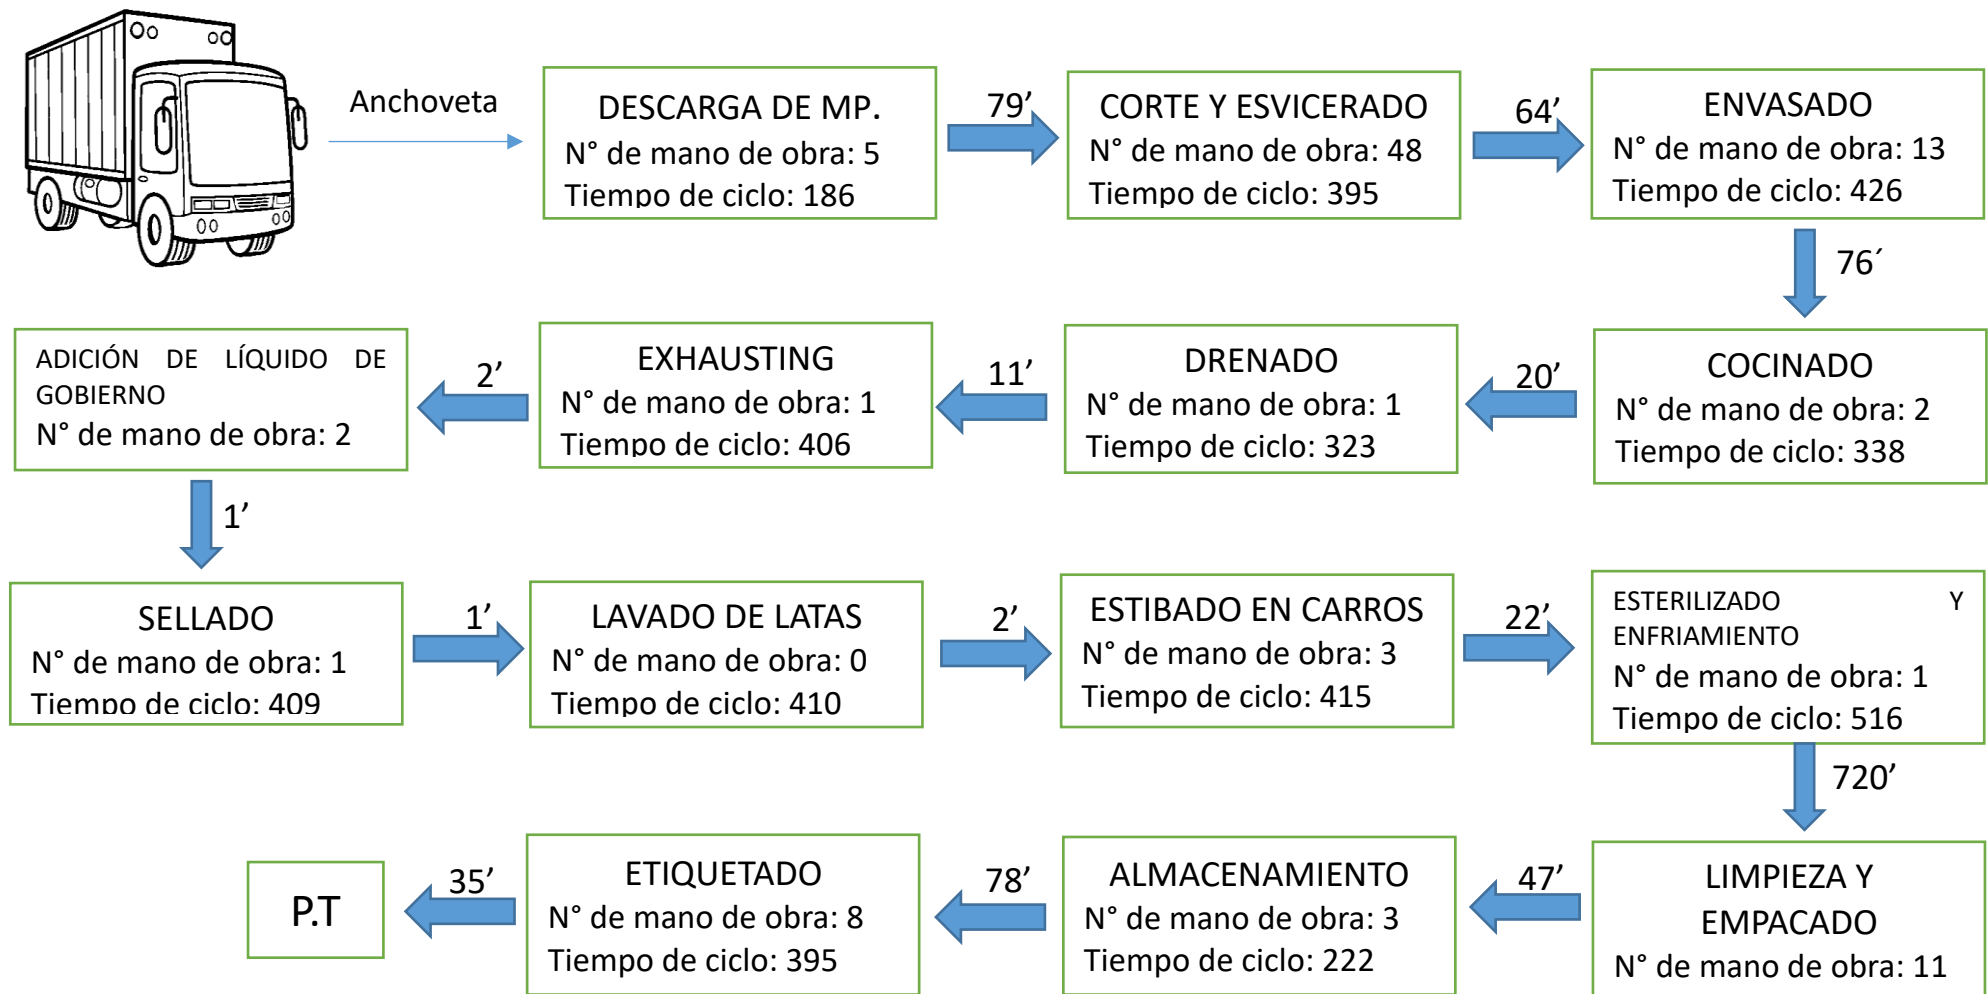 Anchoveta
DESCARGA DE MP.
N° de mano de obra: 5
Tiempo de ciclo: 186
79’
CORTE Y ESVICERADO
N° de mano de obra: 48
Tiempo de ciclo: 395
64’
ENVASADO
N° de mano de obra: 13
Tiempo de ciclo: 426
76´
COCINADO
N° de mano de obra: 2
Tiempo de ciclo: 338
20’
DRENADO
N° de mano de obra: 1
Tiempo de ciclo: 323
11’
EXHAUSTING
N° de mano de obra: 1
Tiempo de ciclo: 406
2’
ADICIÓN DE LÍQUIDO DE
GOBIERNO
N° de mano de obra: 2
1’
SELLADO
N° de mano de obra: 1
Tiempo de ciclo: 409
1’
LAVADO DE LATAS
N° de mano de obra: 0
Tiempo de ciclo: 410
2’
ESTIBADO EN CARROS
N° de mano de obra: 3
Tiempo de ciclo: 415
22’
ESTERILIZADO Y
ENFRIAMIENTO
N° de mano de obra: 1
Tiempo de ciclo: 516
720’
LIMPIEZA Y
EMPACADO
N° de mano de obra: 11
47’
ALMACENAMIENTO
N° de mano de obra: 3
Tiempo de ciclo: 222
78’
ETIQUETADO
N° de mano de obra: 8
Tiempo de ciclo: 395
35’
P.T